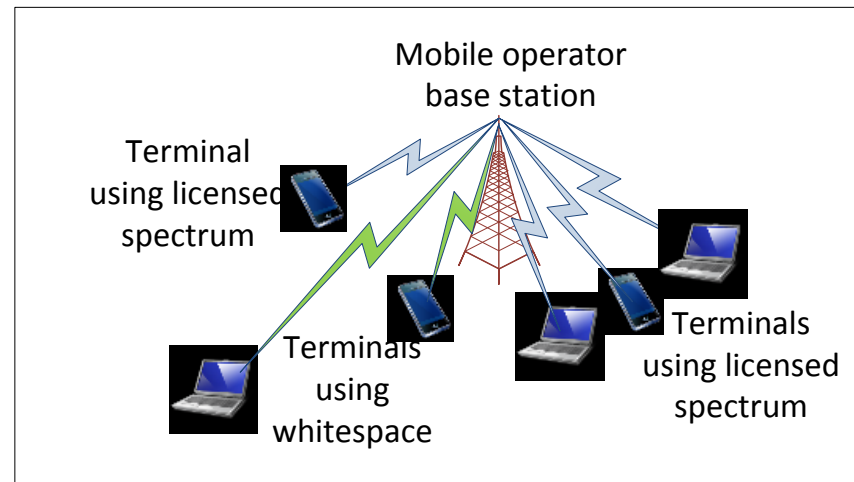 Mobile operator
base station
Terminal
using licensed
spectrum
Terminals
using
whitespace
Terminals
using licensed
spectrum